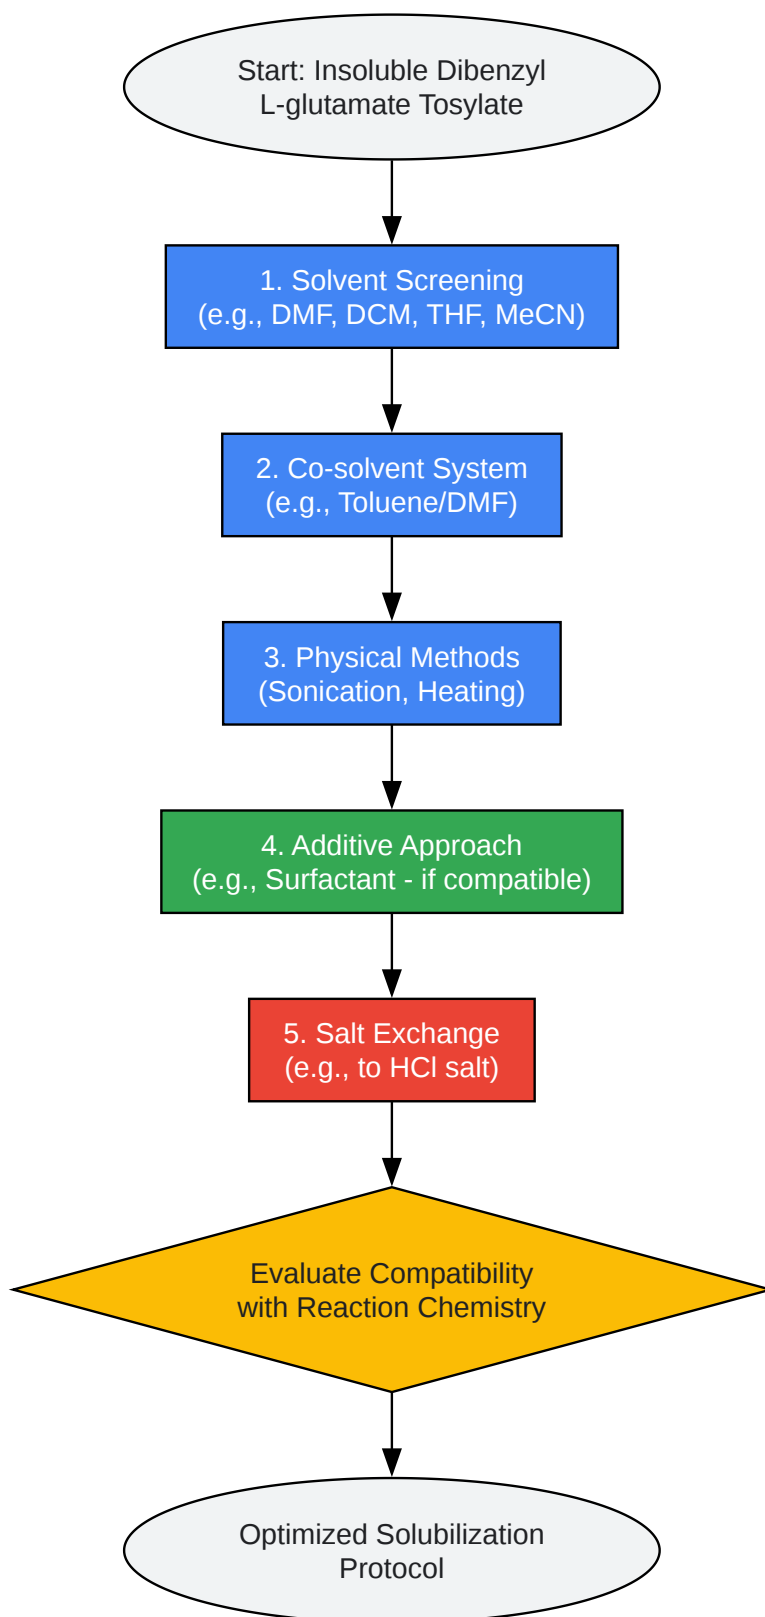 Start: Insoluble Dibenzyl
L-glutamate Tosylate
1. Solvent Screening
(e.g., DMF, DCM, THF, MeCN)
2. Co-solvent System
(e.g., Toluene/DMF)
3. Physical Methods
(Sonication, Heating)
4. Additive Approach
(e.g., Surfactant - if compatible)
5. Salt Exchange
(e.g., to HCl salt)
Evaluate Compatibility
with Reaction Chemistry
Optimized Solubilization
Protocol